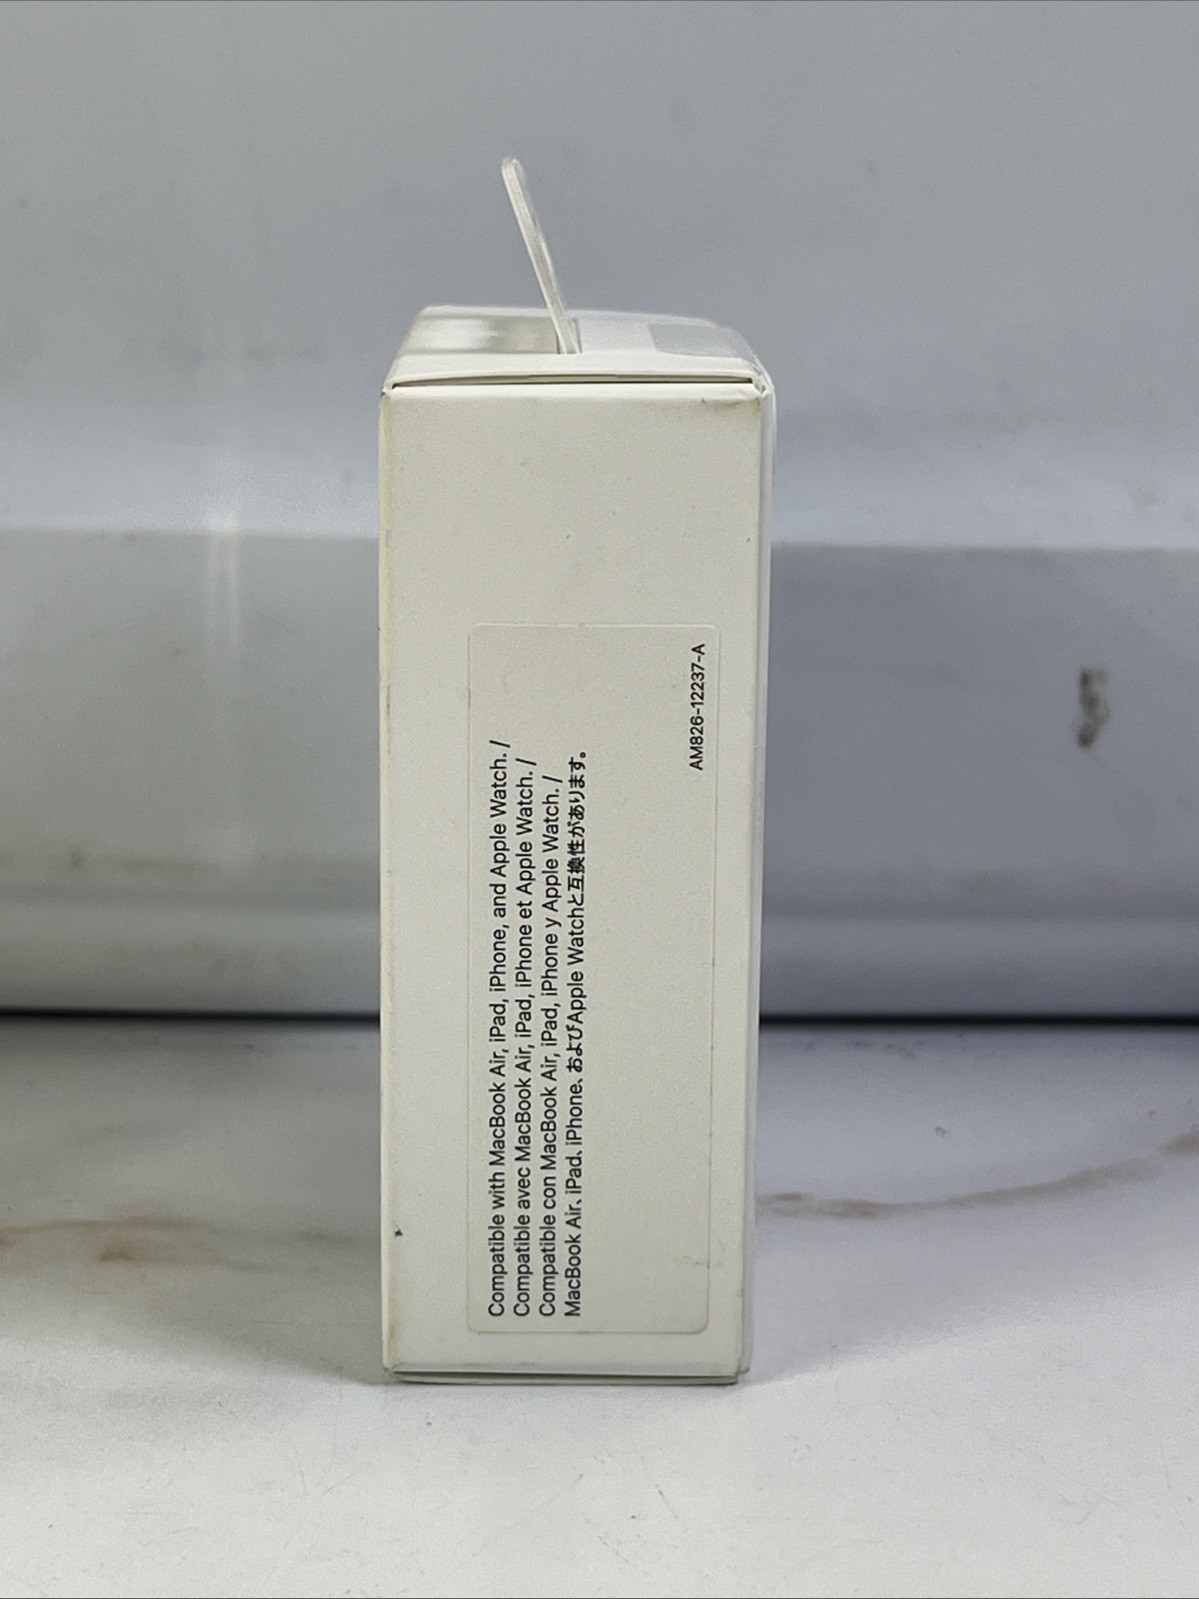 Compatible with MacBook Air, iPad, iPhone, and Apple Watch. /
Compatible avec MacBook Air, iPad, iPhone et Apple Watch. /
Compatible con MacBook Air, iPad, iPhone y Apple Watch. /
MacBook Air、iPad、iPhone、およびApple Watchと互換性があります。
AM826-12237-A